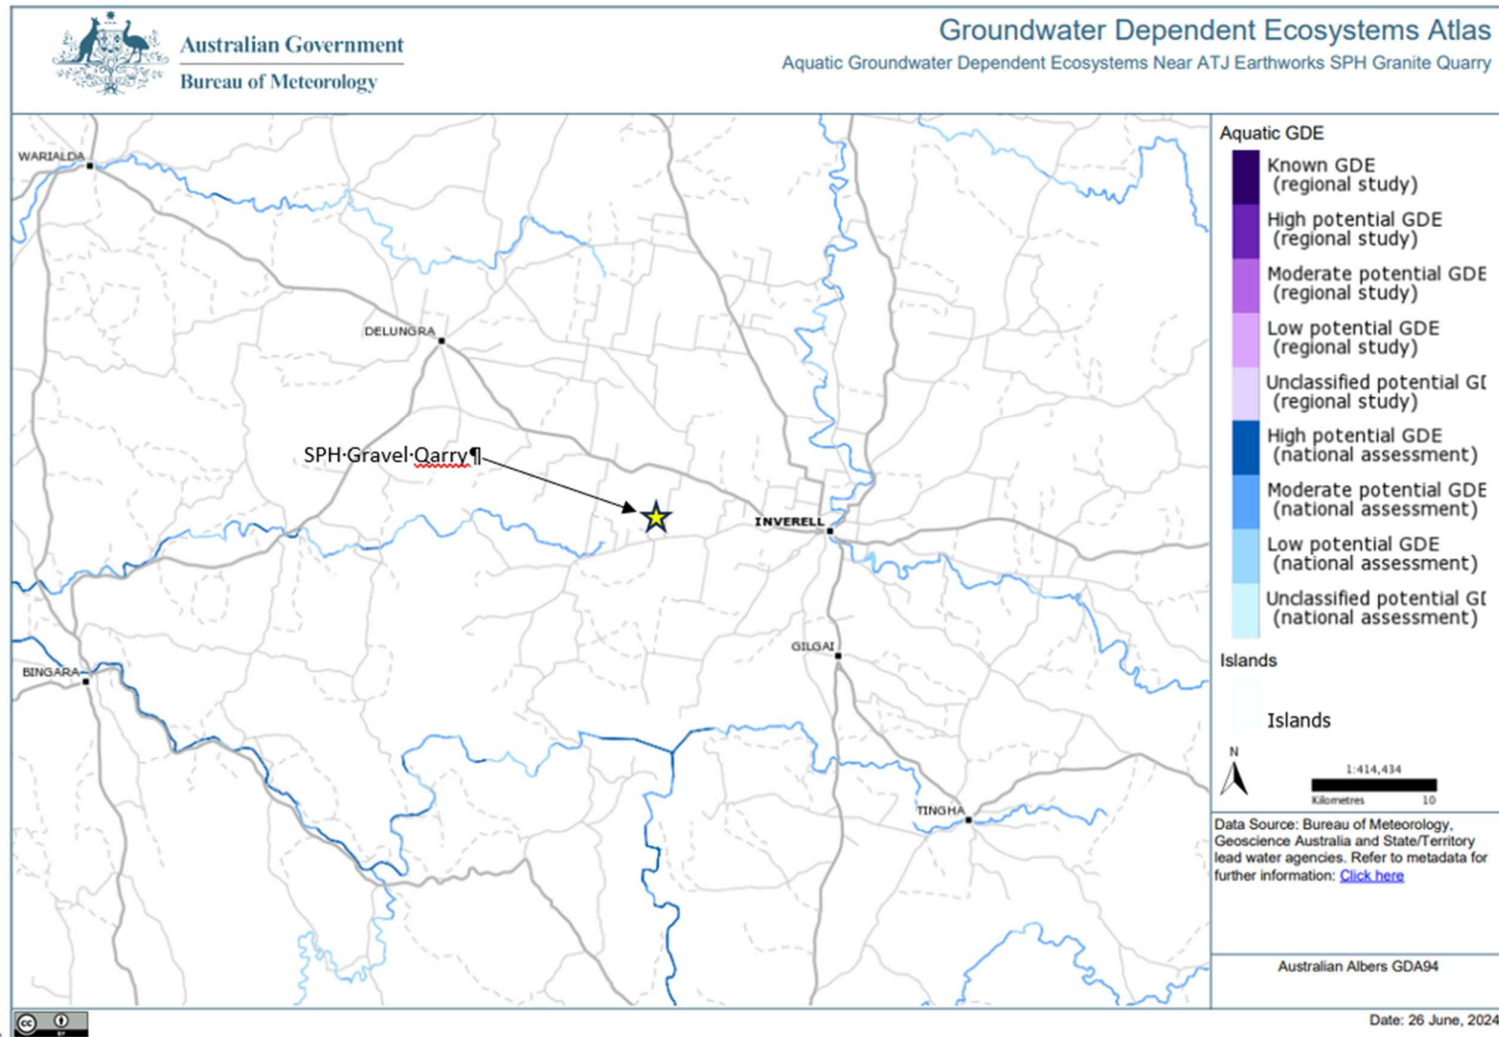 Australian Government
Bureau of Meteorology
Groundwater Dependent Ecosystems Atlas
Aquatic Groundwater Dependent Ecosystems Near ATJ Earthworks SPH Granite Quarry
WARIALDA
DELUNGRA
SPH·Gravel·Qarry¶
INVERELL
GILGAI
BINGARA
TINGHA
Aquatic GDE
Known GDE
(regional study)
High potential GDE
(regional study)
Moderate potential GDE
(regional study)
Low potential GDE
(regional study)
Unclassified potential GD
(regional study)
High potential GDE
(national assessment)
Moderate potential GDE
(national assessment)
Low potential GDE
(national assessment)
Unclassified potential GD
(national assessment)
Islands
Islands
N
1:414,434
Kilometres 10
Data Source: Bureau of Meteorology,
Geoscience Australia and State/Territory
lead water agencies. Refer to metadata for
further information: Click here
Australian Albers GDA94
Date: 26 June, 2024
cc
BY